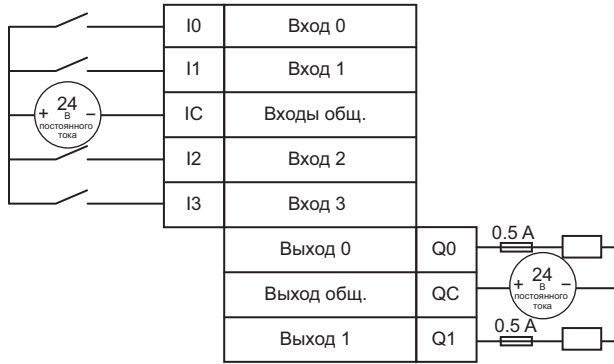 I0 Вход 0
I1 Вход 1
+ 24 − В постоянного тока
IC Входы общ.
I2 Вход 2
I3 Вход 3
Выход 0 Q0 0.5 A
Выход общ. QC
+ 24 − В постоянного тока
Выход 1 Q1 0.5 A